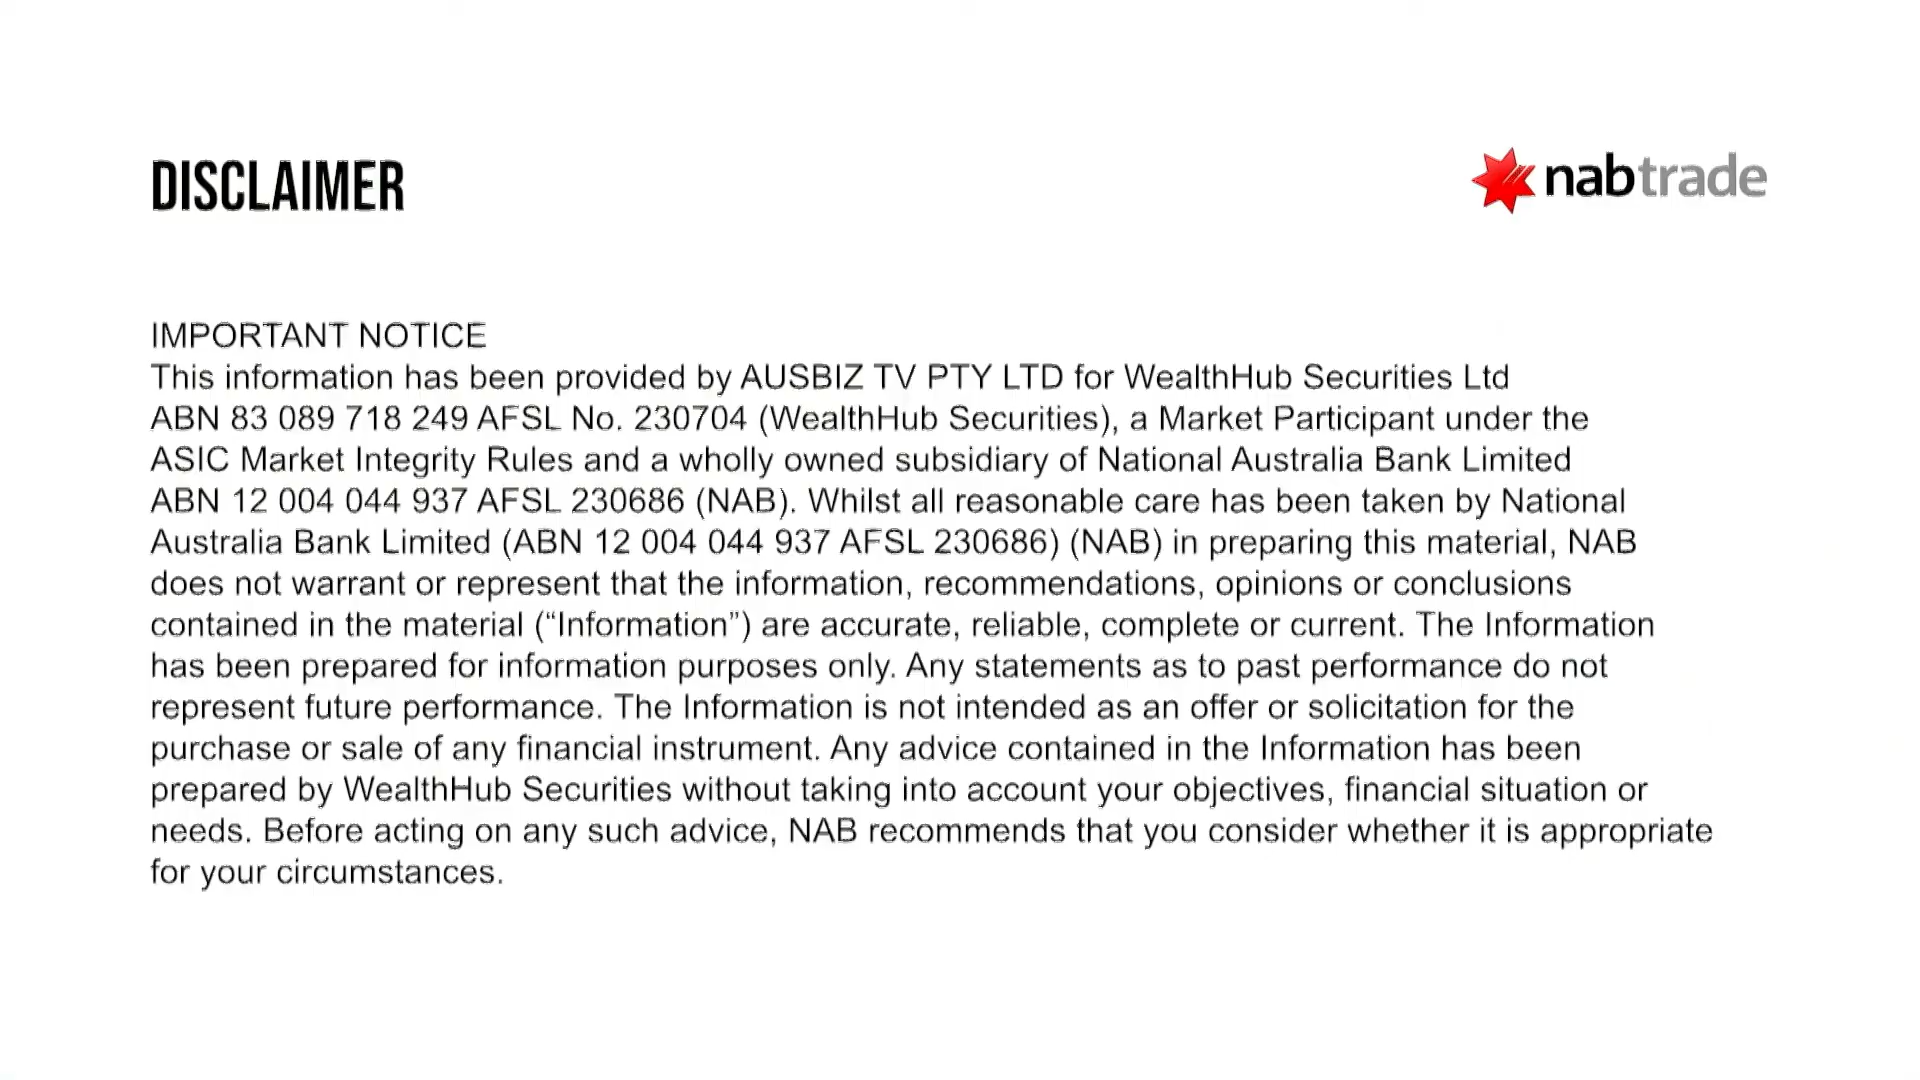 DISCLAIMER
nabtrade
IMPORTANT NOTICE
This information has been provided by AUSBIZ TV PTY LTD for WealthHub Securities Ltd
ABN 83 089 718 249 AFSL No. 230704 (WealthHub Securities), a Market Participant under the
ASIC Market Integrity Rules and a wholly owned subsidiary of National Australia Bank Limited
ABN 12 004 044 937 AFSL 230686 (NAB). Whilst all reasonable care has been taken by National
Australia Bank Limited (ABN 12 004 044 937 AFSL 230686) (NAB) in preparing this material, NAB
does not warrant or represent that the information, recommendations, opinions or conclusions
contained in the material (“Information”) are accurate, reliable, complete or current. The Information
has been prepared for information purposes only. Any statements as to past performance do not
represent future performance. The Information is not intended as an offer or solicitation for the
purchase or sale of any financial instrument. Any advice contained in the Information has been
prepared by WealthHub Securities without taking into account your objectives, financial situation or
needs. Before acting on any such advice, NAB recommends that you consider whether it is appropriate
for your circumstances.